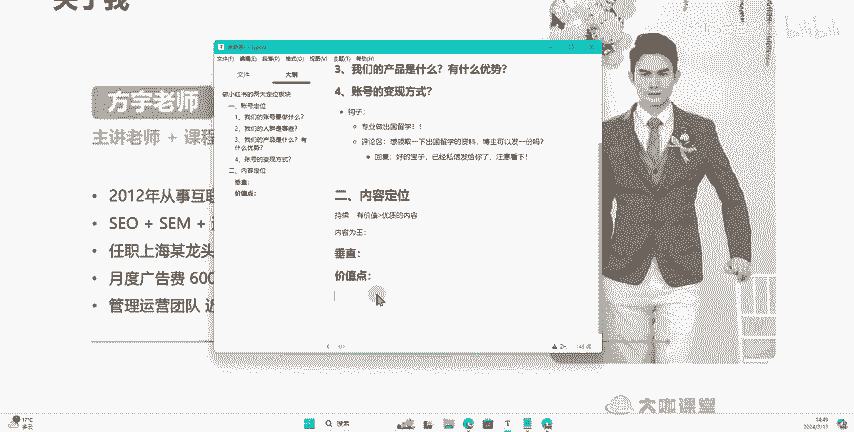 关于我
bilibili
文件(F) 编辑(E) 段落(P) 格式(O) 视图(V) 主题(T) 帮助(H)
文件 大纲
做小红书的两大定位板块
一、账号定位
1、我们的账号是做什么?
2、我们的人群是哪些?
3、我们的产品是什么?有什么优势?
4、账号的变现方式?
二、内容定位
垂直:
价值点:
3、我们的产品是什么?有什么优势?
4、账号的变现方式?
例子:
专业做出国留学!!
评论区:想领取一下出国留学的资料,博主可以发一份吗?
回复:好的宝子,已经私信发给你了,注意看下!
二、内容定位
持续 有价值>优质的内容
内容为王:
垂直:
价值点:
方宇老师
主讲老师 + 课程
2012年从事互联
SEO + SEM +
任职上海某龙头
月度广告费 600
管理运营团队 近
大咖课堂
17°C
多云
搜索